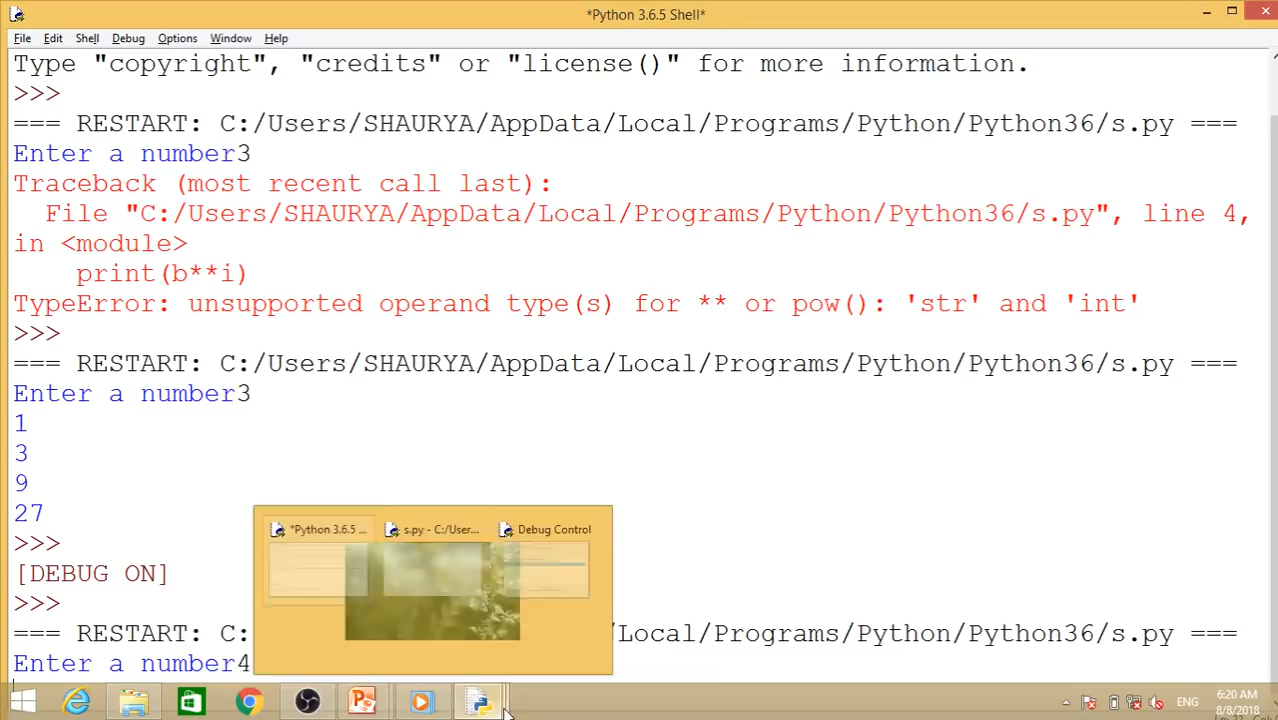 *Python 3.6.5 Shell*
File Edit Shell Debug Options Window Help
Type "copyright", "credits" or "license()" for more information.
>>>
=== RESTART: C:/Users/SHAURYA/AppData/Local/Programs/Python/Python36/s.py ===
Enter a number3
Traceback (most recent call last):
File "C:/Users/SHAURYA/AppData/Local/Programs/Python/Python36/s.py", line 4,
in <module>
print(b**i)
TypeError: unsupported operand type(s) for ** or pow(): 'str' and 'int'
>>>
=== RESTART: C:/Users/SHAURYA/AppData/Local/Programs/Python/Python36/s.py ===
Enter a number3
1
3
9
27
*Python 3.6.5 ... s.py - C:/User... Debug Control
>>>
[DEBUG ON]
>>>
=== RESTART: C: /Local/Programs/Python/Python36/s.py ===
Enter a number4
ENG
6:20 AM
8/8/2018